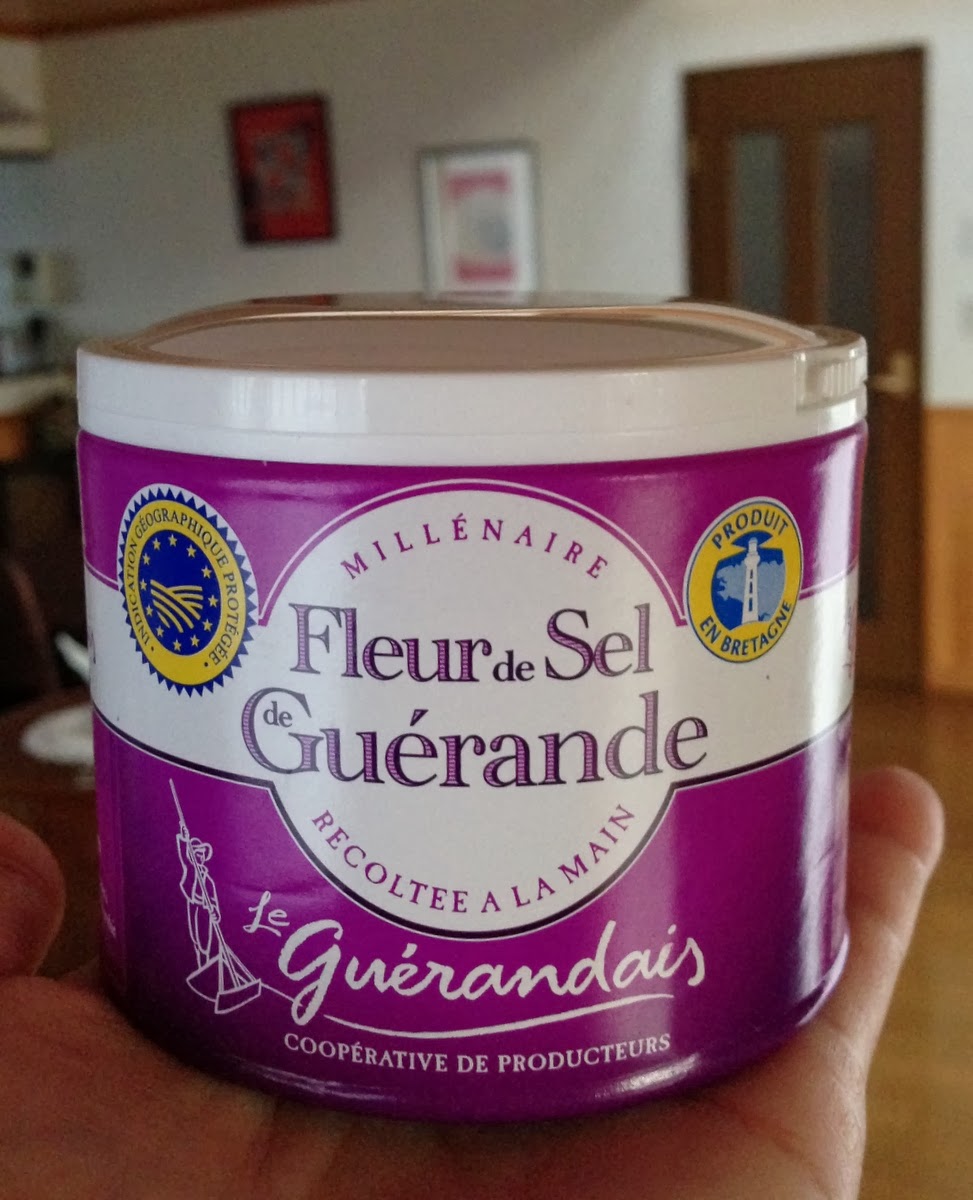 MILLÉNAIRE
INDICATION GÉOGRAPHIQUE PROTÉGÉE
PRODUIT
EN BRETAGNE
Fleur de Sel
de Guérande
RECOLTEE A LA MAIN
Le Guérandais
COOPÉRATIVE DE PRODUCTEURS